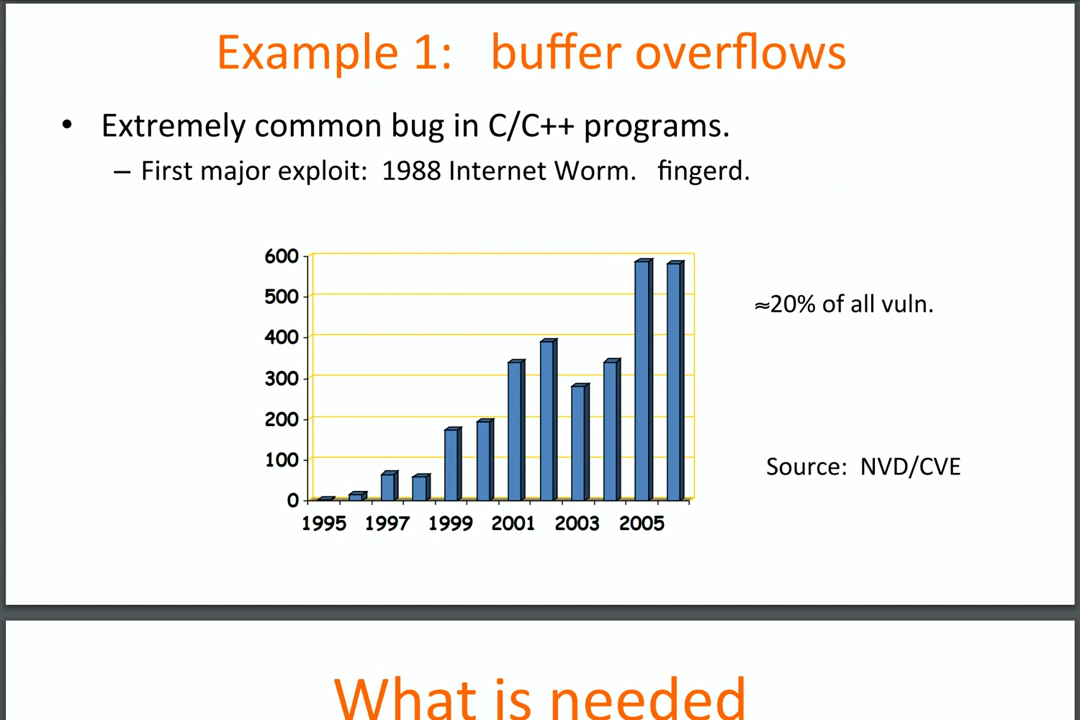 Example 1: buffer overflows
• Extremely common bug in C/C++ programs.
– First major exploit: 1988 Internet Worm. fingerd.
600
500
400
300
200
100
0
1995 1997 1999 2001 2003 2005
≈20% of all vuln.
Source: NVD/CVE
What is needed